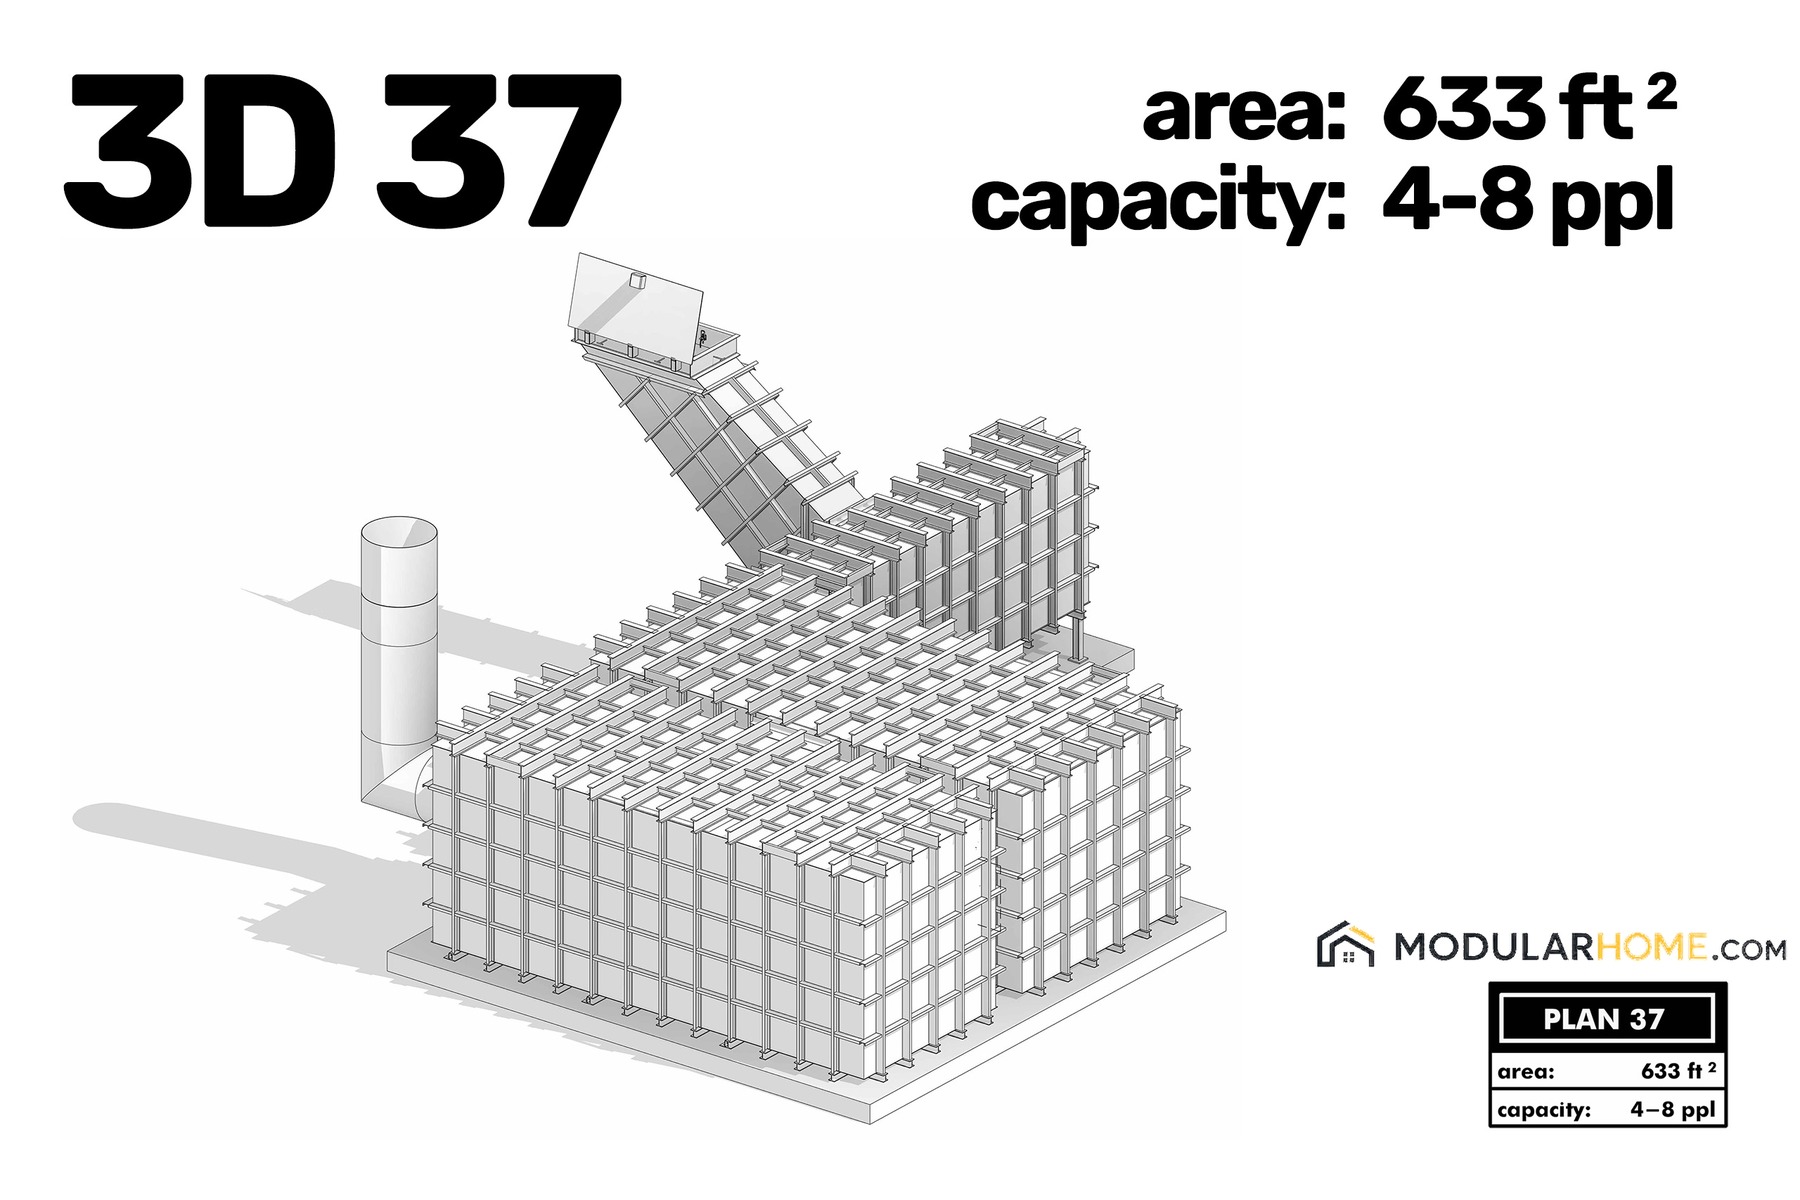 3D 37
area: 633 ft²
capacity: 4-8 ppl
MODULARHOME.COM
PLAN 37
area: 633 ft²
capacity: 4–8 ppl